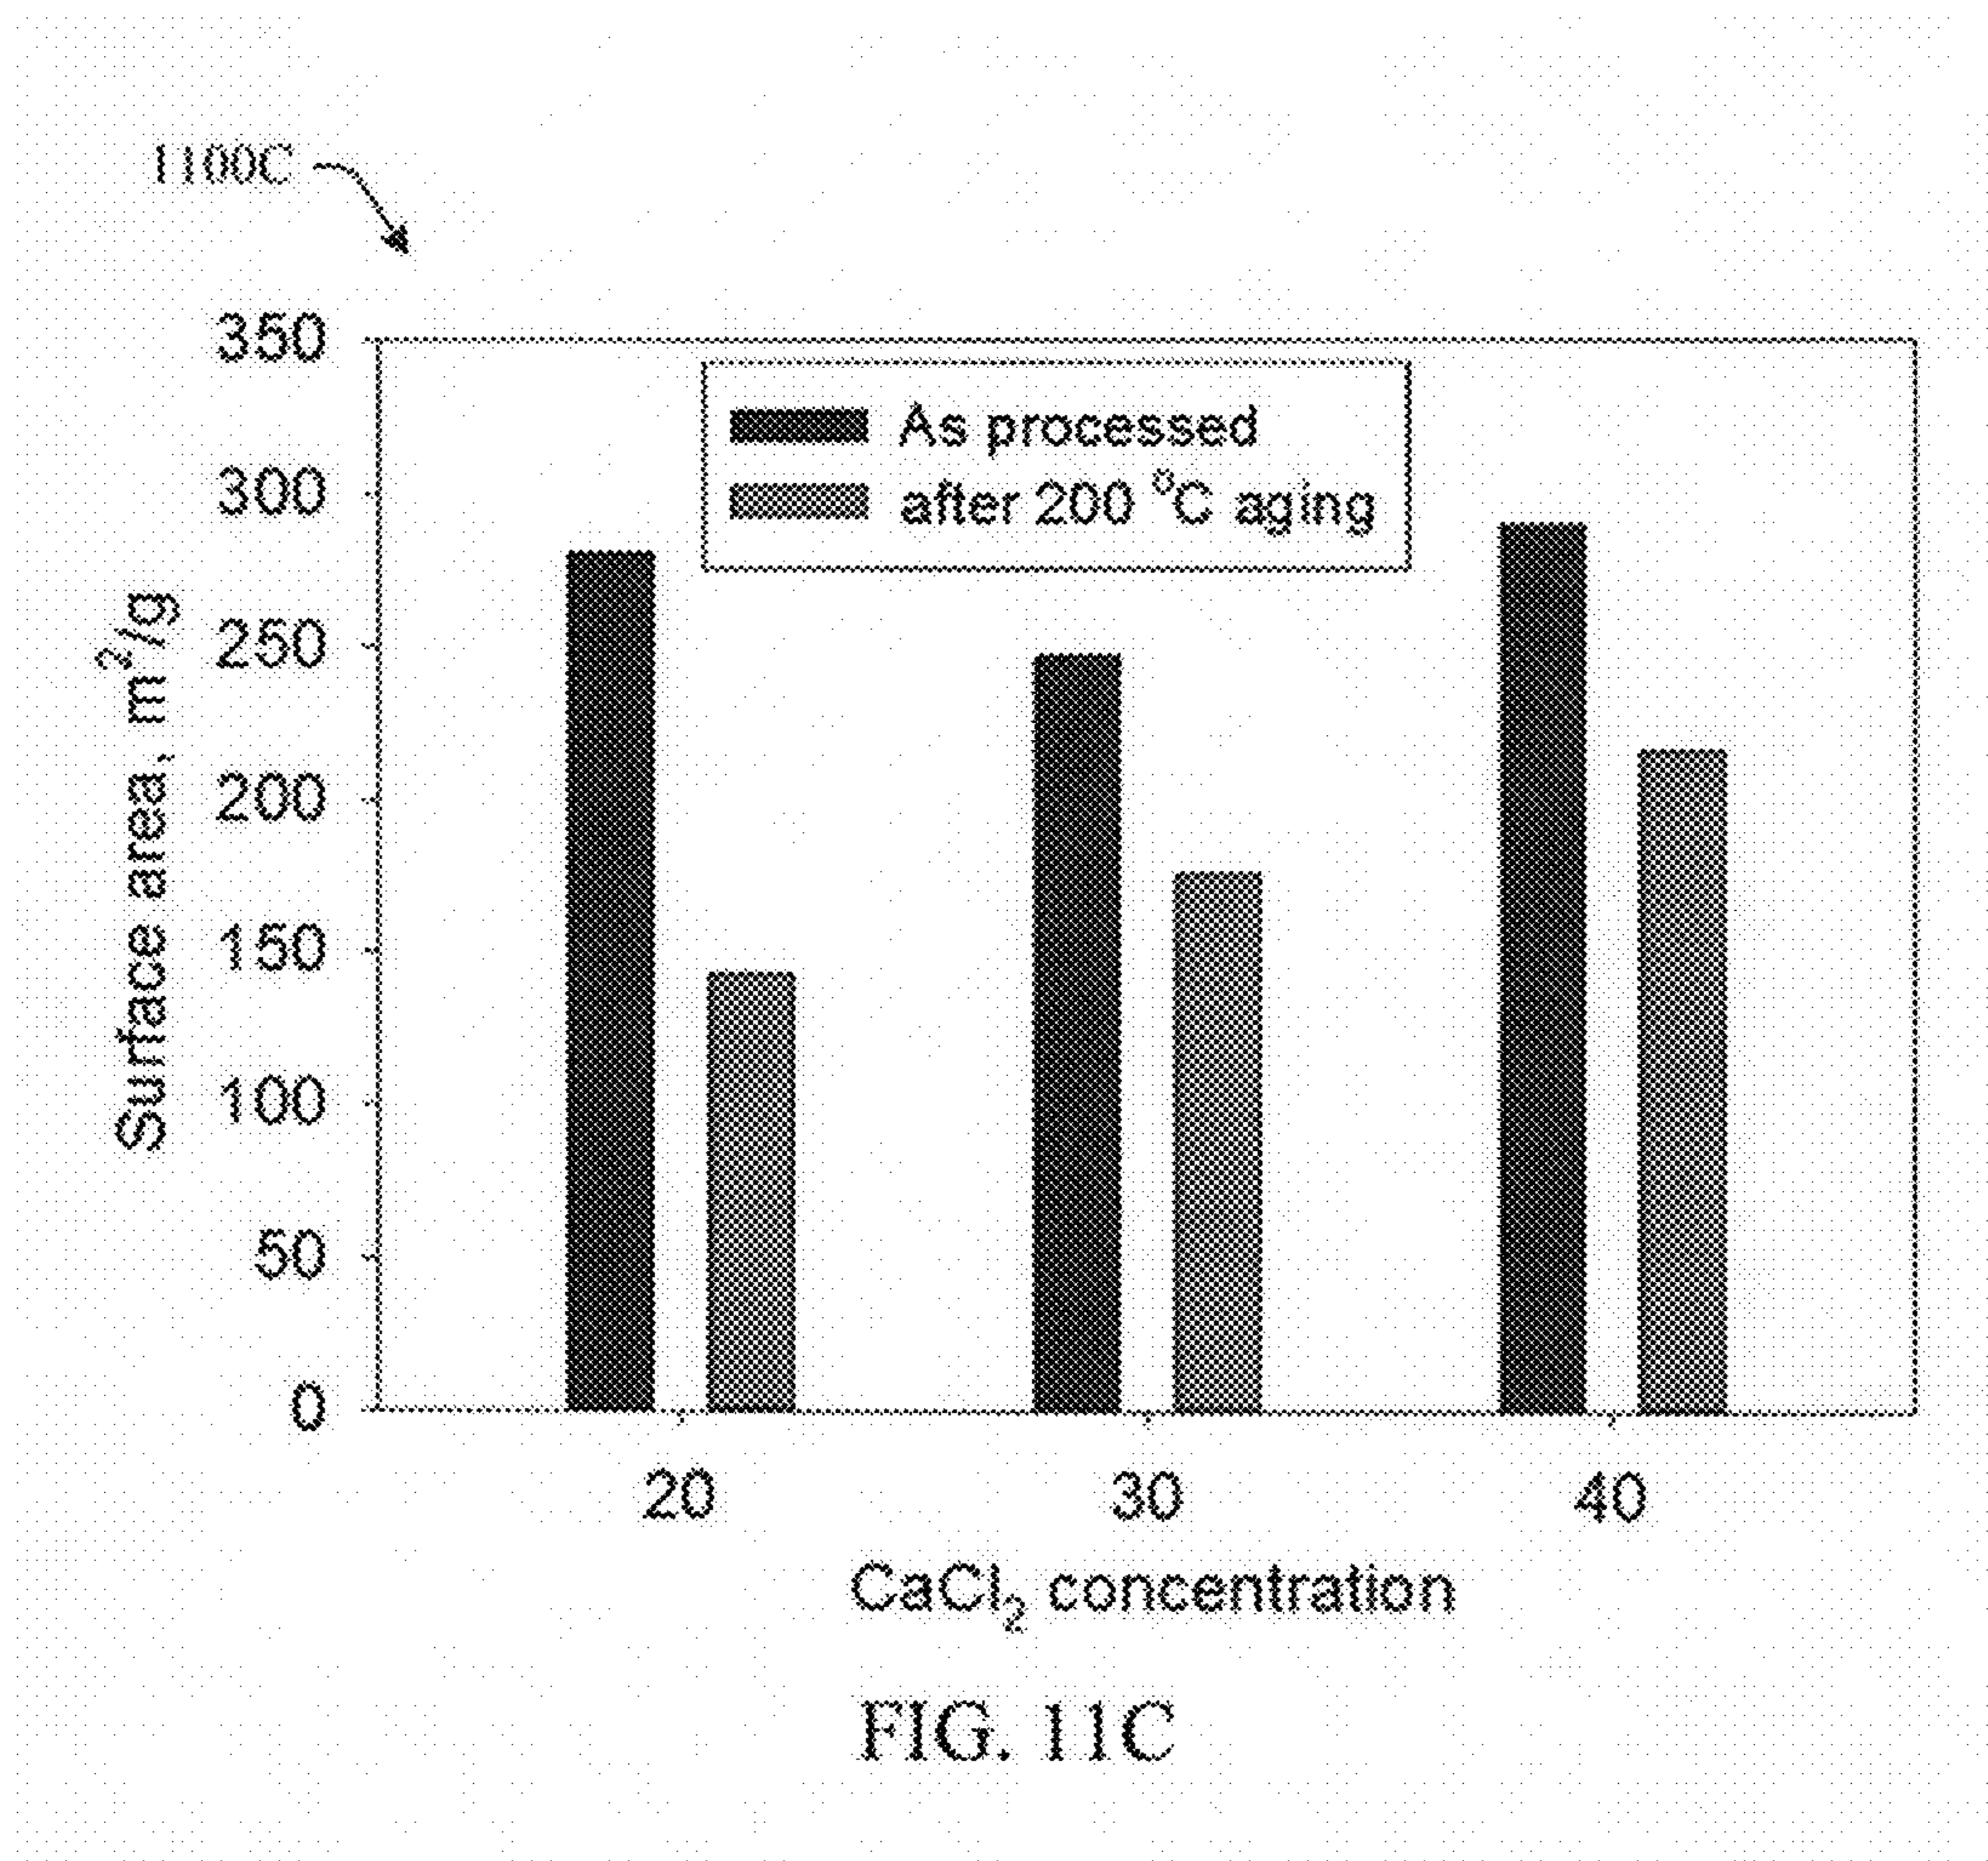 1100C
350
300
250
200
150
100
50
0
Surface area, m²/g
As processed
after 200 °C aging
20 30 40
CaCl₂ concentration
FIG. 11C